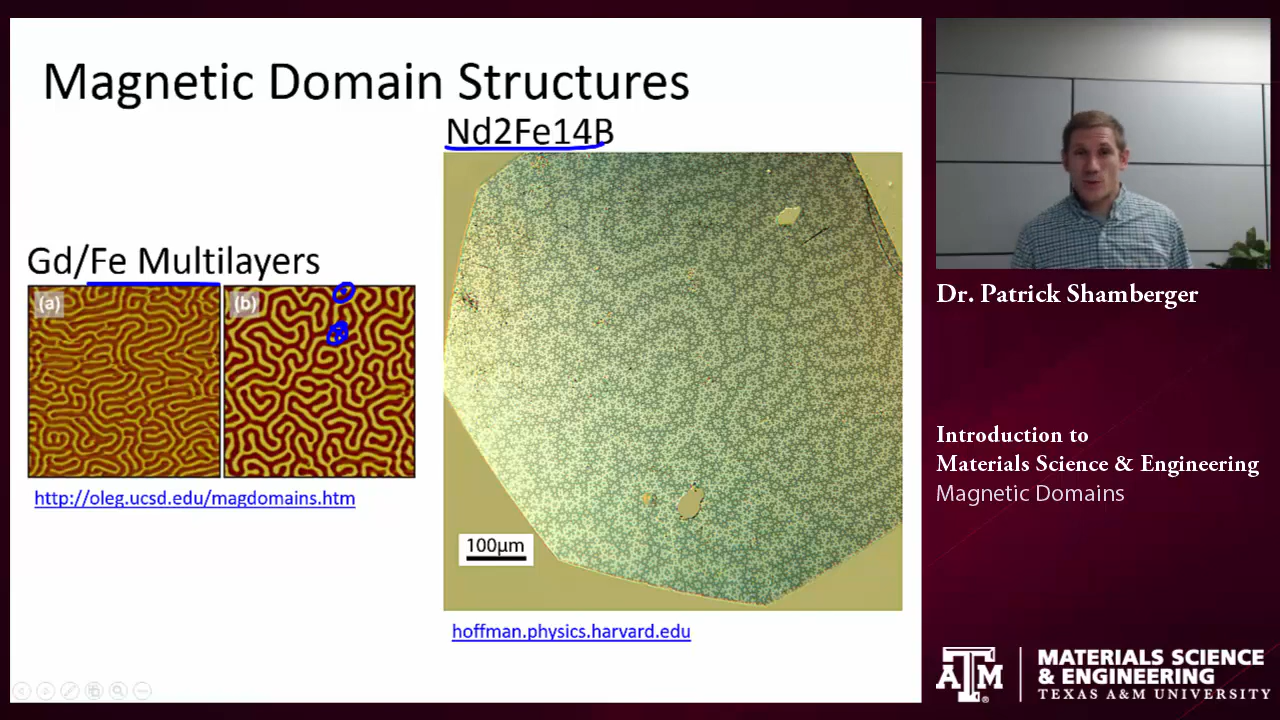 Magnetic Domain Structures
Nd2Fe14B
Gd/Fe Multilayers
(a)
(b)
http://oleg.ucsd.edu/magdomains.htm
100µm
hoffman.physics.harvard.edu
Dr. Patrick Shamberger
Introduction to
Materials Science & Engineering
Magnetic Domains
ATM
MATERIALS SCIENCE
& ENGINEERING
TEXAS A&M UNIVERSITY